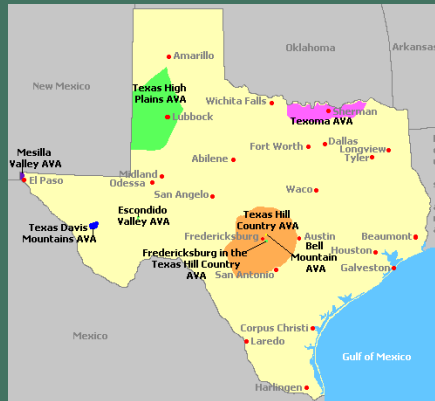 Amarillo
Oklahoma
Arkansas
New Mexico
Texas High
Plains AVA
Lubbock
Wichita Falls
Sherman
Texoma AVA
Mesilla
Valley AVA
El Paso
Midland
Odessa
Abilene
Fort Worth
Dallas
Longview
Tyler
San Angelo
Waco
Texas Davis
Mountains AVA
Escondido
Valley AVA
Texas Hill
Country AVA
Fredericksburg
Austin
Bell
Mountain
AVA
Fredericksburg in the
Texas Hill Country
AVA
San Antonio
Beaumont
Houston
Galveston
Mexico
Corpus Christi
Laredo
Gulf of Mexico
Harlingen